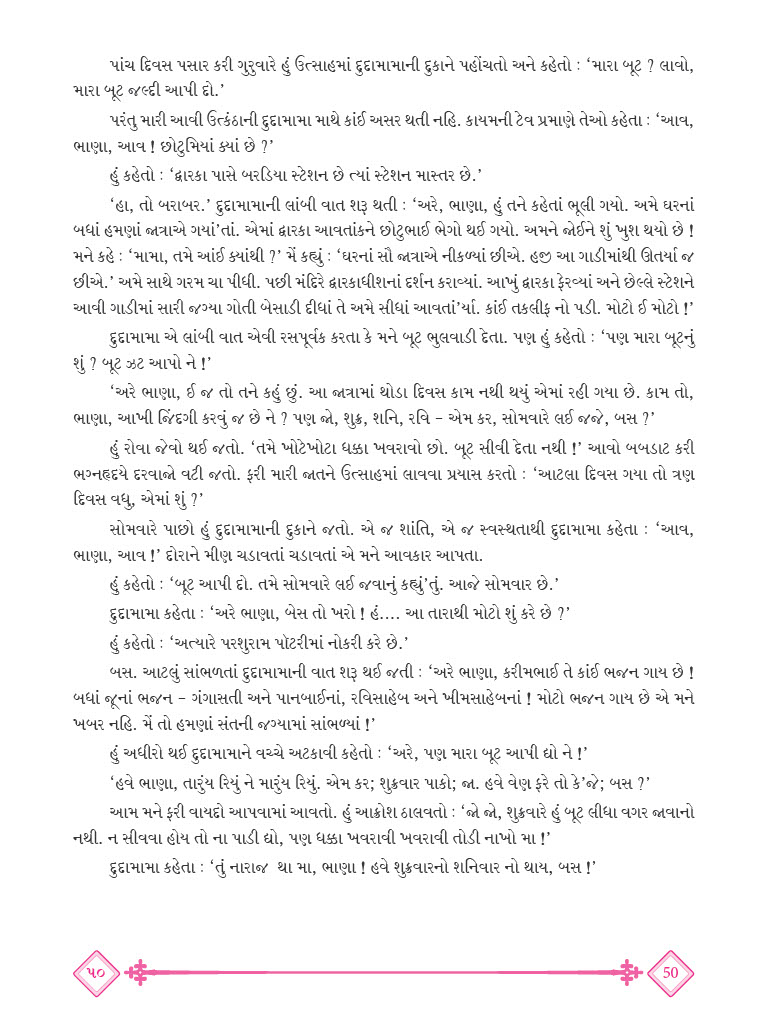 પાંચ દિવસ પસાર કરી ગુરુવારે હું ઉત્સાહમાં દુદામામાની દુકાને પહોંચતો અને કહેતો : ‘મારા બૂટ ? લાવો,
મારા બૂટ જલ્દી આપી દો.’
પરંતુ મારી આવી ઉત્કંઠાની દુદામામા માથે કાંઈ અસર થતી નહિ. કાયમની ટેવ પ્રમાણે તેઓ કહેતા : ‘આવ,
ભાણા, આવ ! છોટુમિયાં ક્યાં છે ?’
હું કહેતો : ‘દ્વારકા પાસે બરડિયા સ્ટેશન છે ત્યાં સ્ટેશન માસ્તર છે.’
‘હા, તો બરાબર.’ દુદામામાની લાંબી વાત શરૂ થતી : ‘અરે, ભાણા, હું તને કહેતાં ભૂલી ગયો. અમે ઘરનાં
બધાં હમણાં જાત્રાએ ગયાં’તાં. એમાં દ્વારકા આવતાંકને છોટુભાઈ ભેગો થઈ ગયો. અમને જોઈને શું ખુશ થયો છે !
મને કહે : ‘મામા, તમે આંઈ ક્યાંથી ?’ મેં કહ્યું : ‘ઘરનાં સૌ જાત્રાએ નીકળ્યાં છીએ. હજી આ ગાડીમાંથી ઊતર્યા જ
છીએ.’ અમે સાથે ગરમ ચા પીધી. પછી મંદિરે દ્વારકાધીશનાં દર્શન કરાવ્યાં. આખું દ્વારકા ફેરવ્યાં અને છેલ્લે સ્ટેશને
આવી ગાડીમાં સારી જગ્યા ગોતી બેસાડી દીધાં તે અમે સીધાં આવતાં’ર્યાં. કાંઈ તકલીફ નો પડી. મોટો ઈ મોટો !’
દુદામામા એ લાંબી વાત એવી રસપૂર્વક કરતા કે મને બૂટ ભુલવાડી દેતા. પણ હું કહેતો : ‘પણ મારા બૂટનું
શું ? બૂટ ઝટ આપો ને !’
‘અરે ભાણા, ઈ જ તો તને કહું છું. આ જાત્રામાં થોડા દિવસ કામ નથી થયું એમાં રહી ગયા છે. કામ તો,
ભાણા, આખી જિંદગી કરવું જ છે ને ? પણ જો, શુક્ર, શનિ, રવિ – એમ કર, સોમવારે લઈ જજે, બસ ?’
હું રોવા જેવો થઈ જતો. ‘તમે ખોટેખોટા ધક્કા ખવરાવો છો. બૂટ સીવી દેતા નથી !’ આવો બબડાટ કરી
ભગ્નહૃદયે દરવાજો વટી જતો. ફરી મારી જાતને ઉત્સાહમાં લાવવા પ્રયાસ કરતો : ‘આટલા દિવસ ગયા તો ત્રણ
દિવસ વધુ, એમાં શું ?’
સોમવારે પાછો હું દુદામામાની દુકાને જતો. એ જ શાંતિ, એ જ સ્વસ્થતાથી દુદામામા કહેતા : ‘આવ,
ભાણા, આવ !’ દોરાને મીણ ચડાવતાં ચડાવતાં એ મને આવકાર આપતા.
હું કહેતો : ‘બૂટ આપી દો. તમે સોમવારે લઈ જવાનું કહ્યું’તું. આજે સોમવાર છે.’
દુદામામા કહેતા : ‘અરે ભાણા, બેસ તો ખરો ! હં.... આ તારાથી મોટો શું કરે છે ?’
હું કહેતો : ‘અત્યારે પરશુરામ પૉટરીમાં નોકરી કરે છે.’
બસ. આટલું સાંભળતાં દુદામામાની વાત શરૂ થઈ જતી : ‘અરે ભાણા, કરીમભાઈ તે કાંઈ ભજન ગાય છે !
બધાં જૂનાં ભજન – ગંગાસતી અને પાનબાઈનાં, રવિસાહેબ અને ખીમસાહેબનાં ! મોટો ભજન ગાય છે એ મને
ખબર નહિ. મેં તો હમણાં સંતની જગ્યામાં સાંભળ્યાં !’
હું અધીરો થઈ દુદામામાને વચ્ચે અટકાવી કહેતો : ‘અરે, પણ મારા બૂટ આપી દ્યો ને !’
‘હવે ભાણા, તારુંય રિયું ને મારુંય રિયું. એમ કર; શુક્રવાર પાકો; જા. હવે વેણ ફરે તો કે’જે; બસ ?’
આમ મને ફરી વાયદો આપવામાં આવતો. હું આક્રોશ ઠાલવતો : ‘જો જો, શુક્રવારે હું બૂટ લીધા વગર જાવાનો
નથી. ન સીવવા હોય તો ના પાડી દ્યો, પણ ધક્કા ખવરાવી ખવરાવી તોડી નાખો મા !’
દુદામામા કહેતા : ‘તું નારાજ થા મા, ભાણા ! હવે શુક્રવારનો શનિવાર નો થાય, બસ !’
૫૦
50